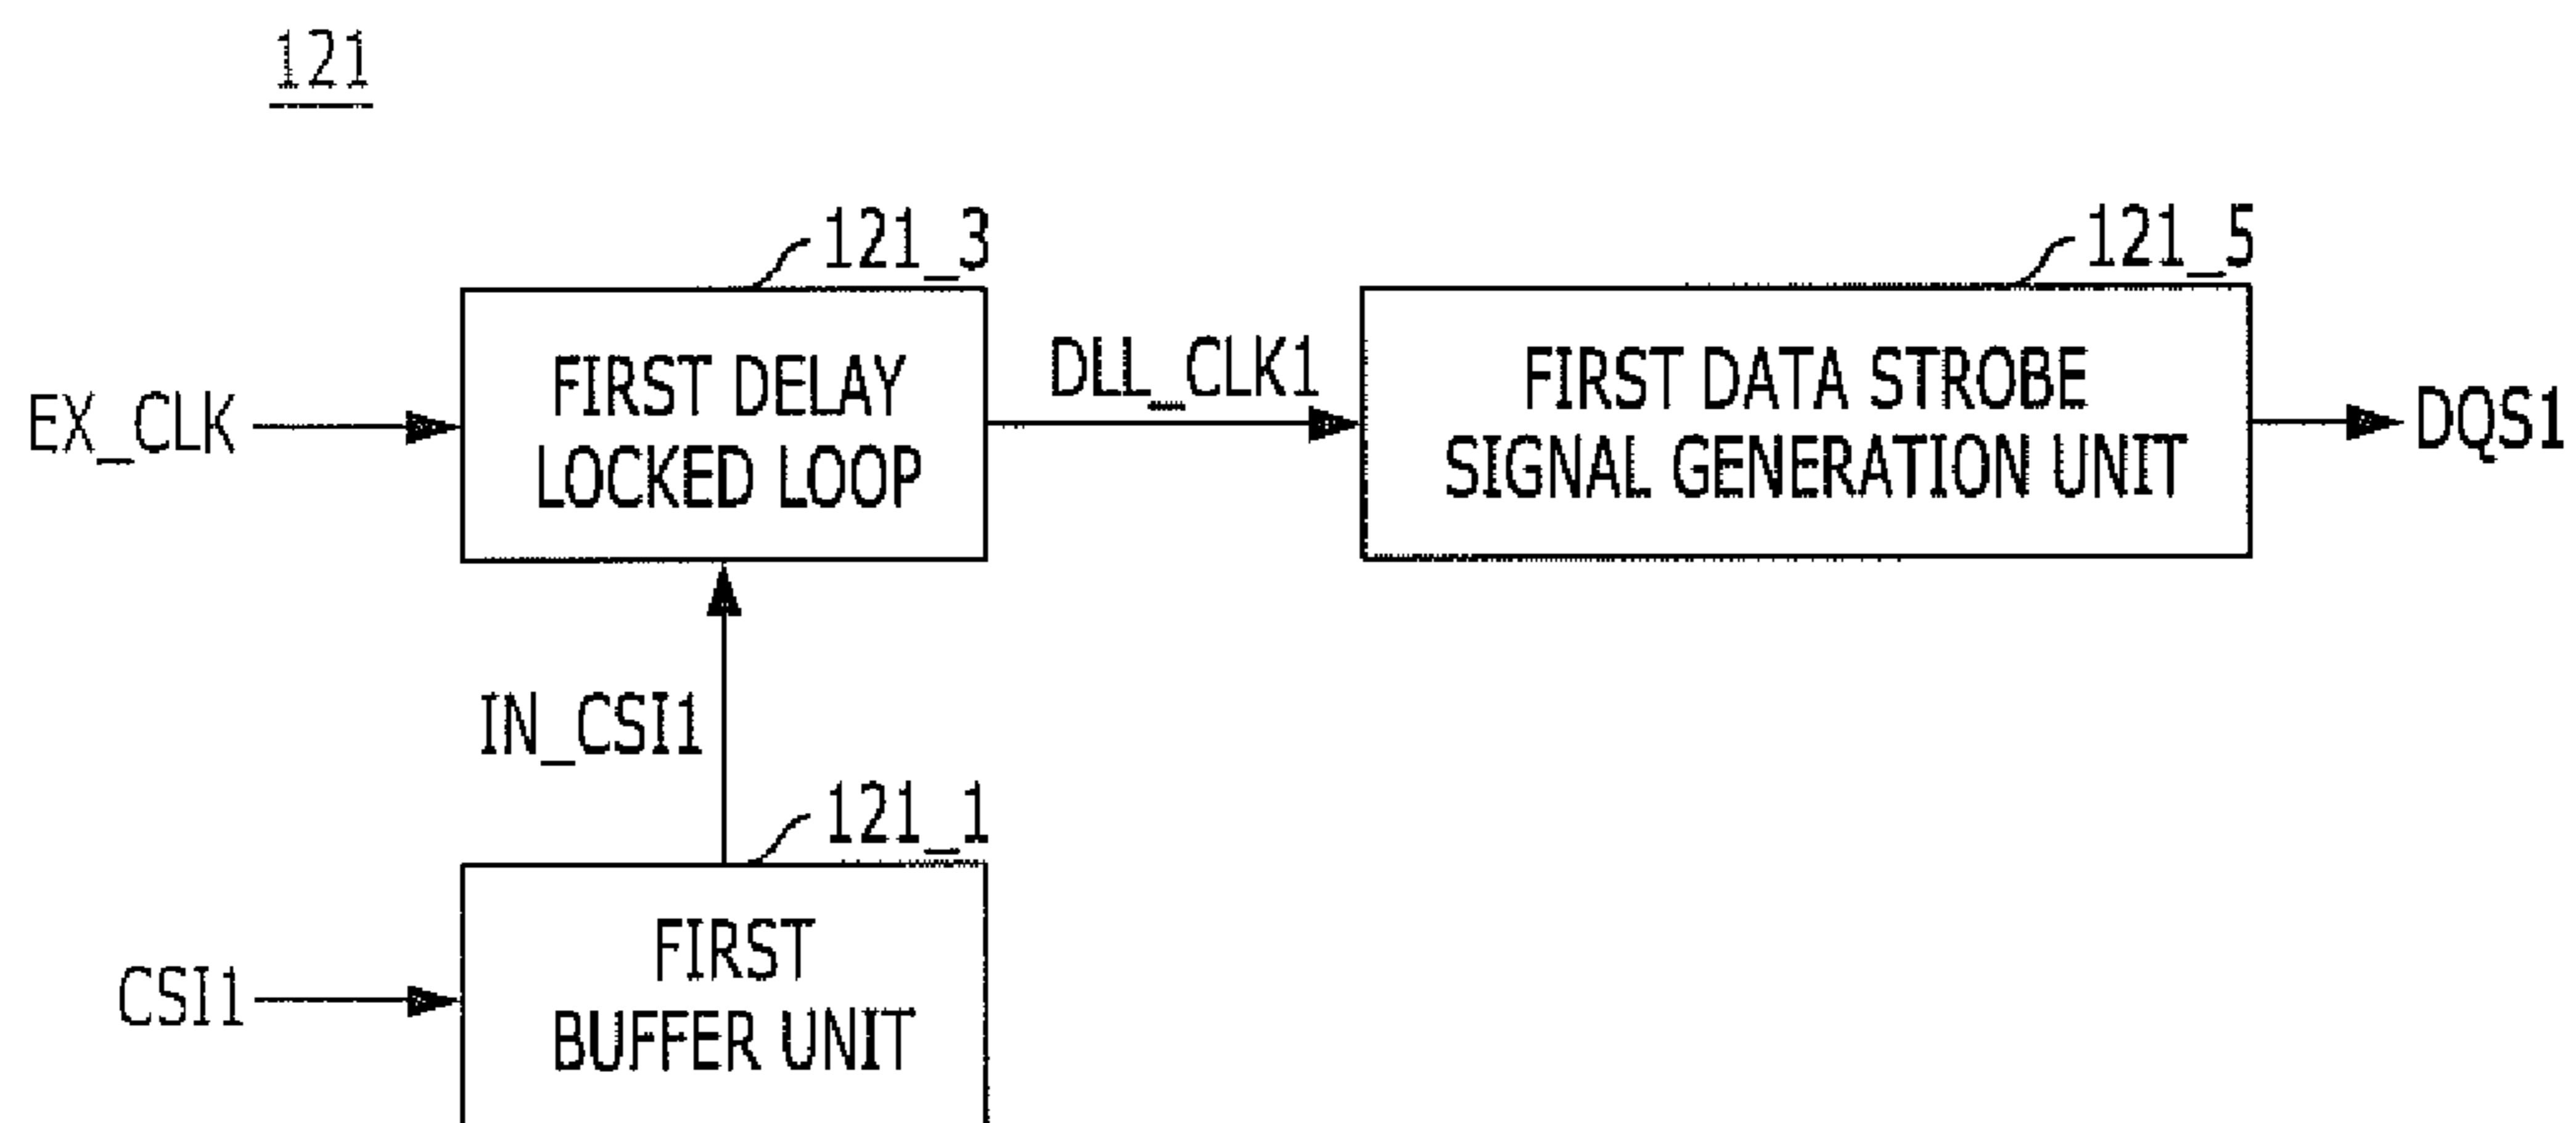 121
121_3
121_5
FIRST DELAY
LOCKED LOOP
EX_CLK
DLL_CLK1
FIRST DATA STROBE
SIGNAL GENERATION UNIT
DQS1
IN_CSI1
121_1
CSI1
FIRST
BUFFER UNIT